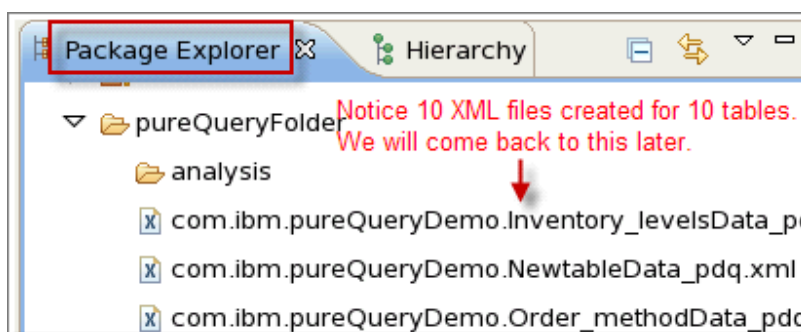 Package Explorer Hierarchy
pureQueryFolder
Notice 10 XML files created for 10 tables.
We will come back to this later.
analysis
com.ibm.pureQueryDemo.Inventory_levelsData_p
com.ibm.pureQueryDemo.NewtableData_pdq.xml
com.ibm.pureQueryDemo.Order_methodData_pdq